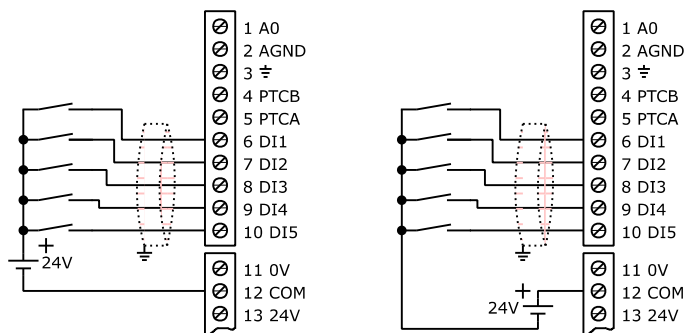 1 A0
2 AGND
3
4 PTCB
5 PTCA
6 DI1
7 DI2
8 DI3
9 DI4
10 DI5
+
24V
11 0V
12 COM
13 24V
1 A0
2 AGND
3
4 PTCB
5 PTCA
6 DI1
7 DI2
8 DI3
9 DI4
10 DI5
11 0V
+
12 COM
24V
13 24V